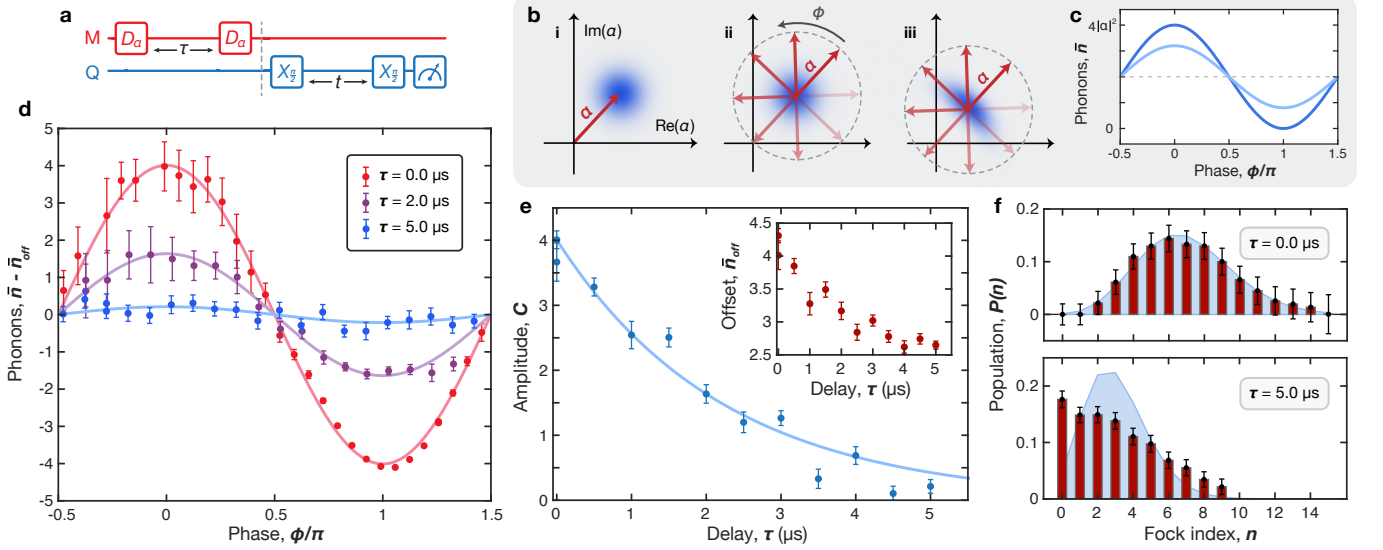 a
M
D_α
τ
D_α
Q
X_π/2
t
X_π/2
b
i
Im(α)
α
Re(α)
ii
ϕ
α
iii
α
c
4|α|²
0
Phonons, n̄
-0.5
0
0.5
1
1.5
Phase, ϕ/π
d
5
4
3
2
1
0
-1
-2
-3
-4
-5
Phonons, n̄ - n̄_off
τ = 0.0 µs
τ = 2.0 µs
τ = 5.0 µs
-0.5
0
0.5
1
1.5
Phase, ϕ/π
e
4
3
2
1
0
Amplitude, C
0
1
2
3
4
5
Delay, τ (µs)
4.5
4
3.5
3
2.5
Offset, n̄_off
0
1
2
3
4
5
Delay, τ (µs)
f
0.2
0.1
0
τ = 0.0 µs
Population, P(n)
0.2
0.1
0
τ = 5.0 µs
0
2
4
6
8
10
12
14
Fock index, n